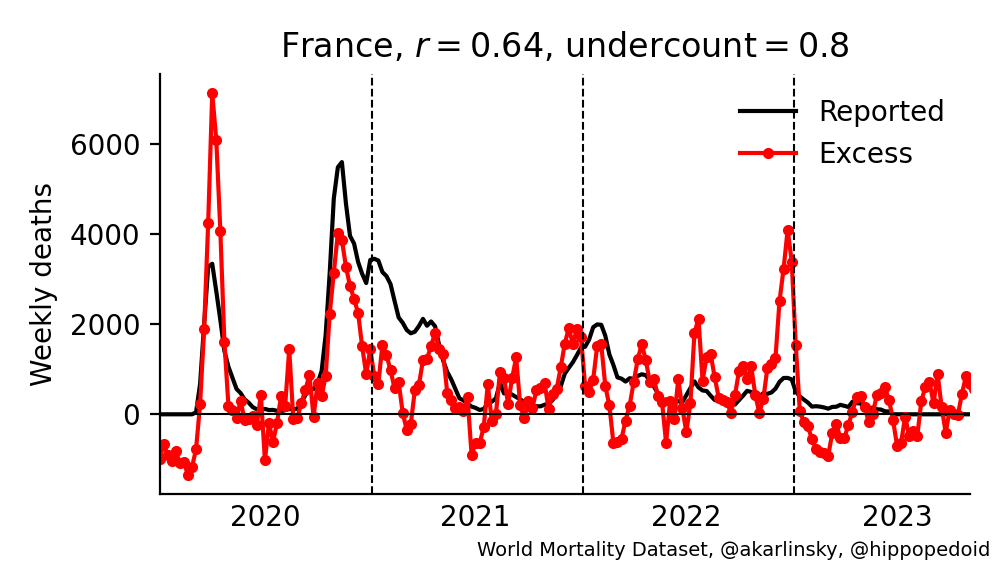 France, r = 0.64, undercount = 0.8
Reported
Excess
Weekly deaths
6000
4000
2000
0
2020 2021 2022 2023
World Mortality Dataset, @akarlinsky, @hippopedoid